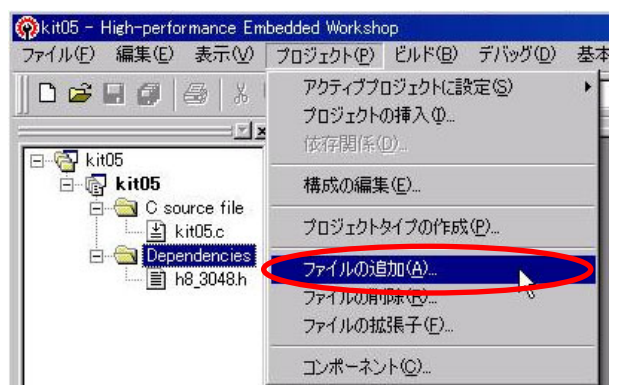 kit05 - High-performance Embedded Workshop
ファイル(F) 編集(E) 表示(V) プロジェクト(P) ビルド(B) デバッグ(D) 基本
アクティブプロジェクトに設定(S)
プロジェクトの挿入(I)...
依存関係(D)...
構成の編集(E)...
プロジェクトタイプの作成(P)...
ファイルの追加(A)...
ファイルの削除(R)...
ファイルの拡張子(F)...
コンポーネント(C)...
kit05
kit05
C source file
kit05.c
Dependencies
h8_3048.h